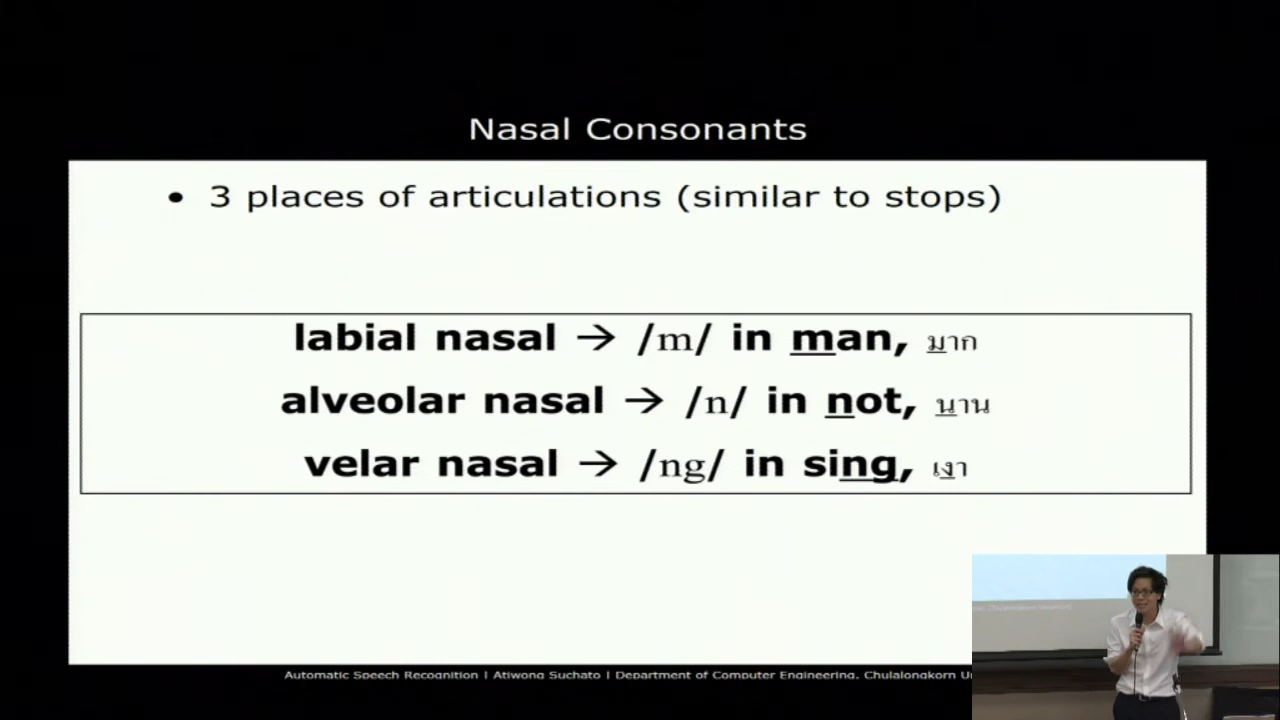 Nasal Consonants
• 3 places of articulations (similar to stops)
labial nasal → /m/ in man, มาก
alveolar nasal → /n/ in not, นาน
velar nasal → /ng/ in sing, เงา
Automatic Speech Recognition | Atiwong Suchato | Department of Computer Engineering, Chulalongkorn